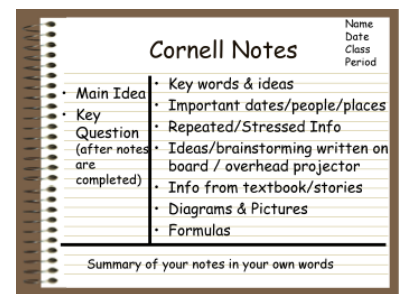 Name
Date
Class
Period
Cornell Notes
• Main Idea
• Key
Question
(after notes
are
completed)
• Key words & ideas
• Important dates/people/places
• Repeated/Stressed Info
• Ideas/brainstorming written on
board / overhead projector
• Info from textbook/stories
• Diagrams & Pictures
• Formulas
Summary of your notes in your own words